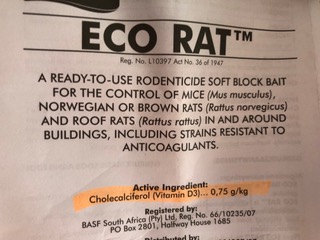 ECO RAT™
Reg. No. L10397 Act No. 36 of 1947
A READY-TO-USE RODENTICIDE SOFT BLOCK BAIT
FOR THE CONTROL OF MICE (Mus musculus),
NORWEGIAN OR BROWN RATS (Rattus norvegicus)
AND ROOF RATS (Rattus rattus) IN AND AROUND
BUILDINGS, INCLUDING STRAINS RESISTANT TO
ANTICOAGULANTS.
Active Ingredient:
Cholecalciferol (Vitamin D3)... 0,75 g/kg
Registered by:
BASF South Africa (Pty) Ltd, Reg. No. 66/10235/07
PO Box 2801, Halfway House 1685
Distributed by